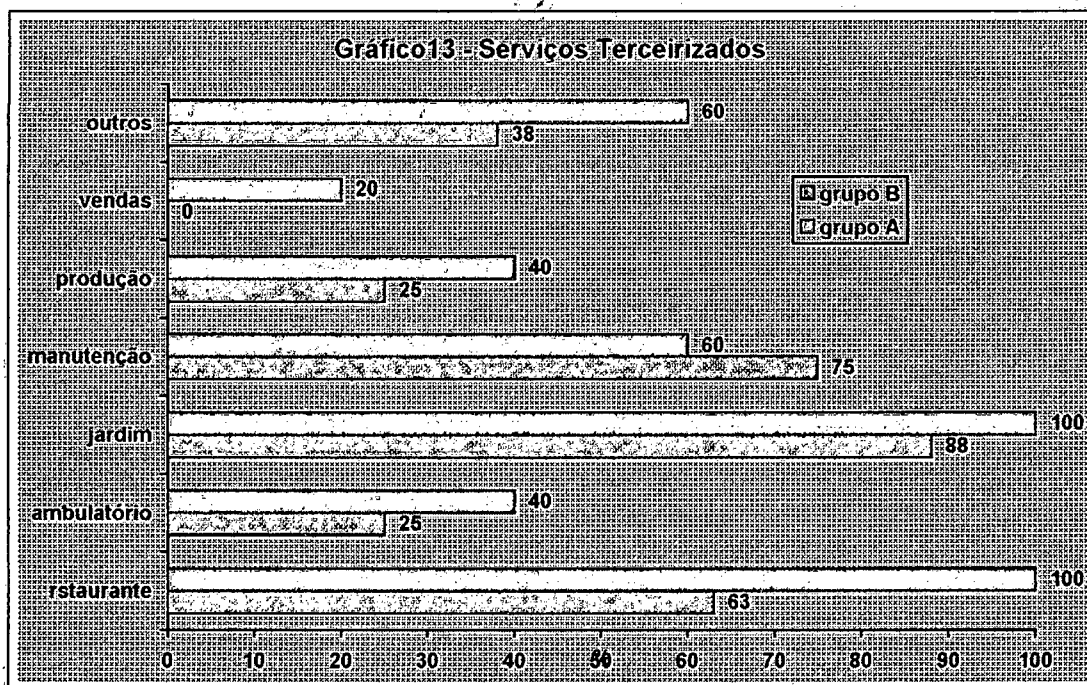 Gráfico13 - Serviços Terceirizados
outros
60
38
vendas
20
0
grupo B
grupo A
produção
40
25
manutenção
60
75
jardim
100
88
ambulatório
40
25
rstaurante
100
63
0 10 20 30 40 50 60 70 80 90 100
%